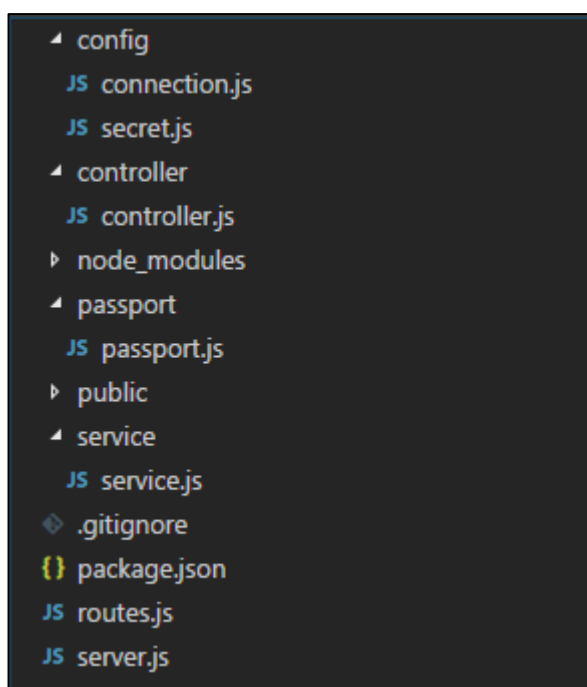 config
JS connection.js
JS secret.js
controller
JS controller.js
node_modules
passport
JS passport.js
public
service
JS service.js
.gitignore
{} package.json
JS routes.js
JS server.js